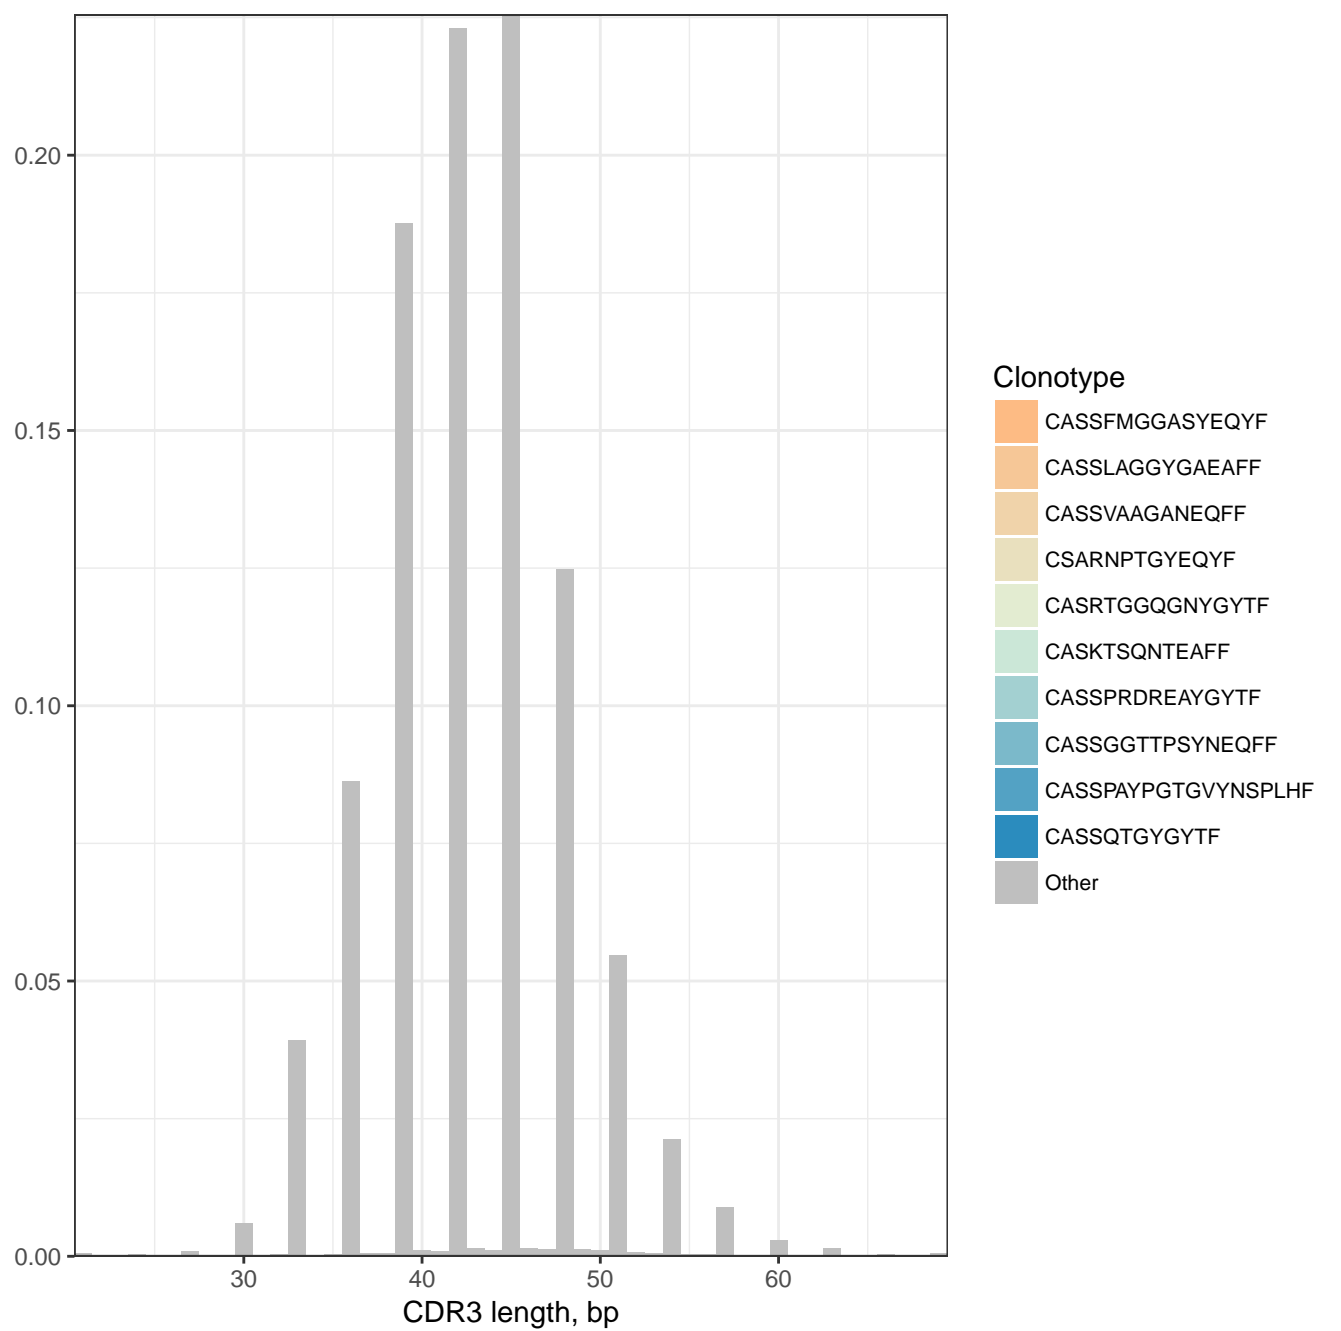 0.20
0.15
0.10
0.05
0.00
30
40
50
60
CDR3 length, bp
Clonotype
CASSFMGGASYEQYF
CASSLAGGYGAEAFF
CASSVAAGANEQFF
CSARNPTGYEQYF
CASRTGGQGNYGYTF
CASKTSQNTEAFF
CASSPRDREAYGYTF
CASSGGTTPSYNEQFF
CASSPAYPGTGVYNSPLHF
CASSQTGYGYTF
Other